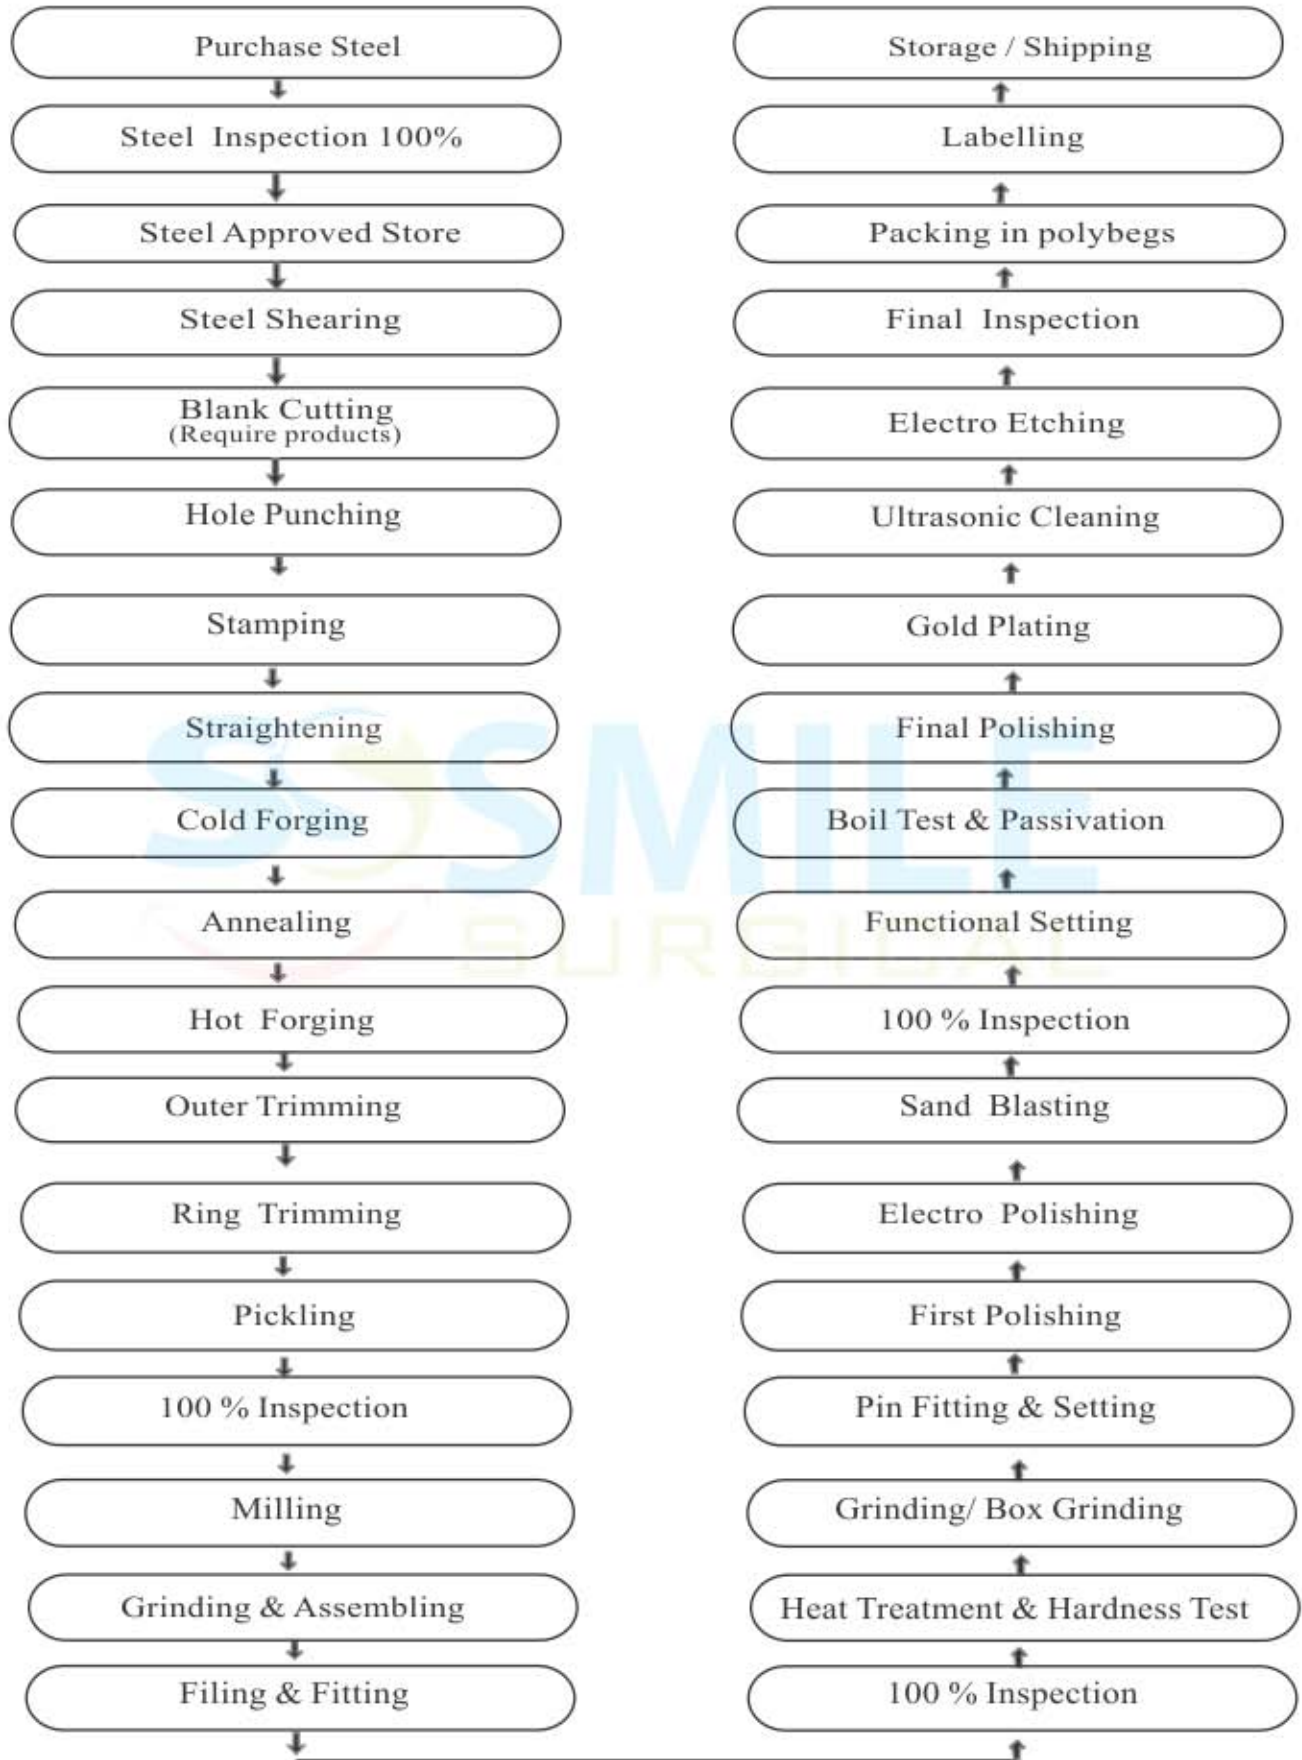 Purchase Steel
Steel Inspection 100%
Steel Approved Store
Steel Shearing
Blank Cutting
(Require products)
Hole Punching
Stamping
Straightening
Cold Forging
Annealing
Hot Forging
Outer Trimming
Ring Trimming
Pickling
100 % Inspection
Milling
Grinding & Assembling
Filing & Fitting
Storage / Shipping
Labelling
Packing in polybegs
Final Inspection
Electro Etching
Ultrasonic Cleaning
Gold Plating
Final Polishing
Boil Test & Passivation
Functional Setting
100 % Inspection
Sand Blasting
Electro Polishing
First Polishing
Pin Fitting & Setting
Grinding/ Box Grinding
Heat Treatment & Hardness Test
100 % Inspection
SMILE
SURGICAL